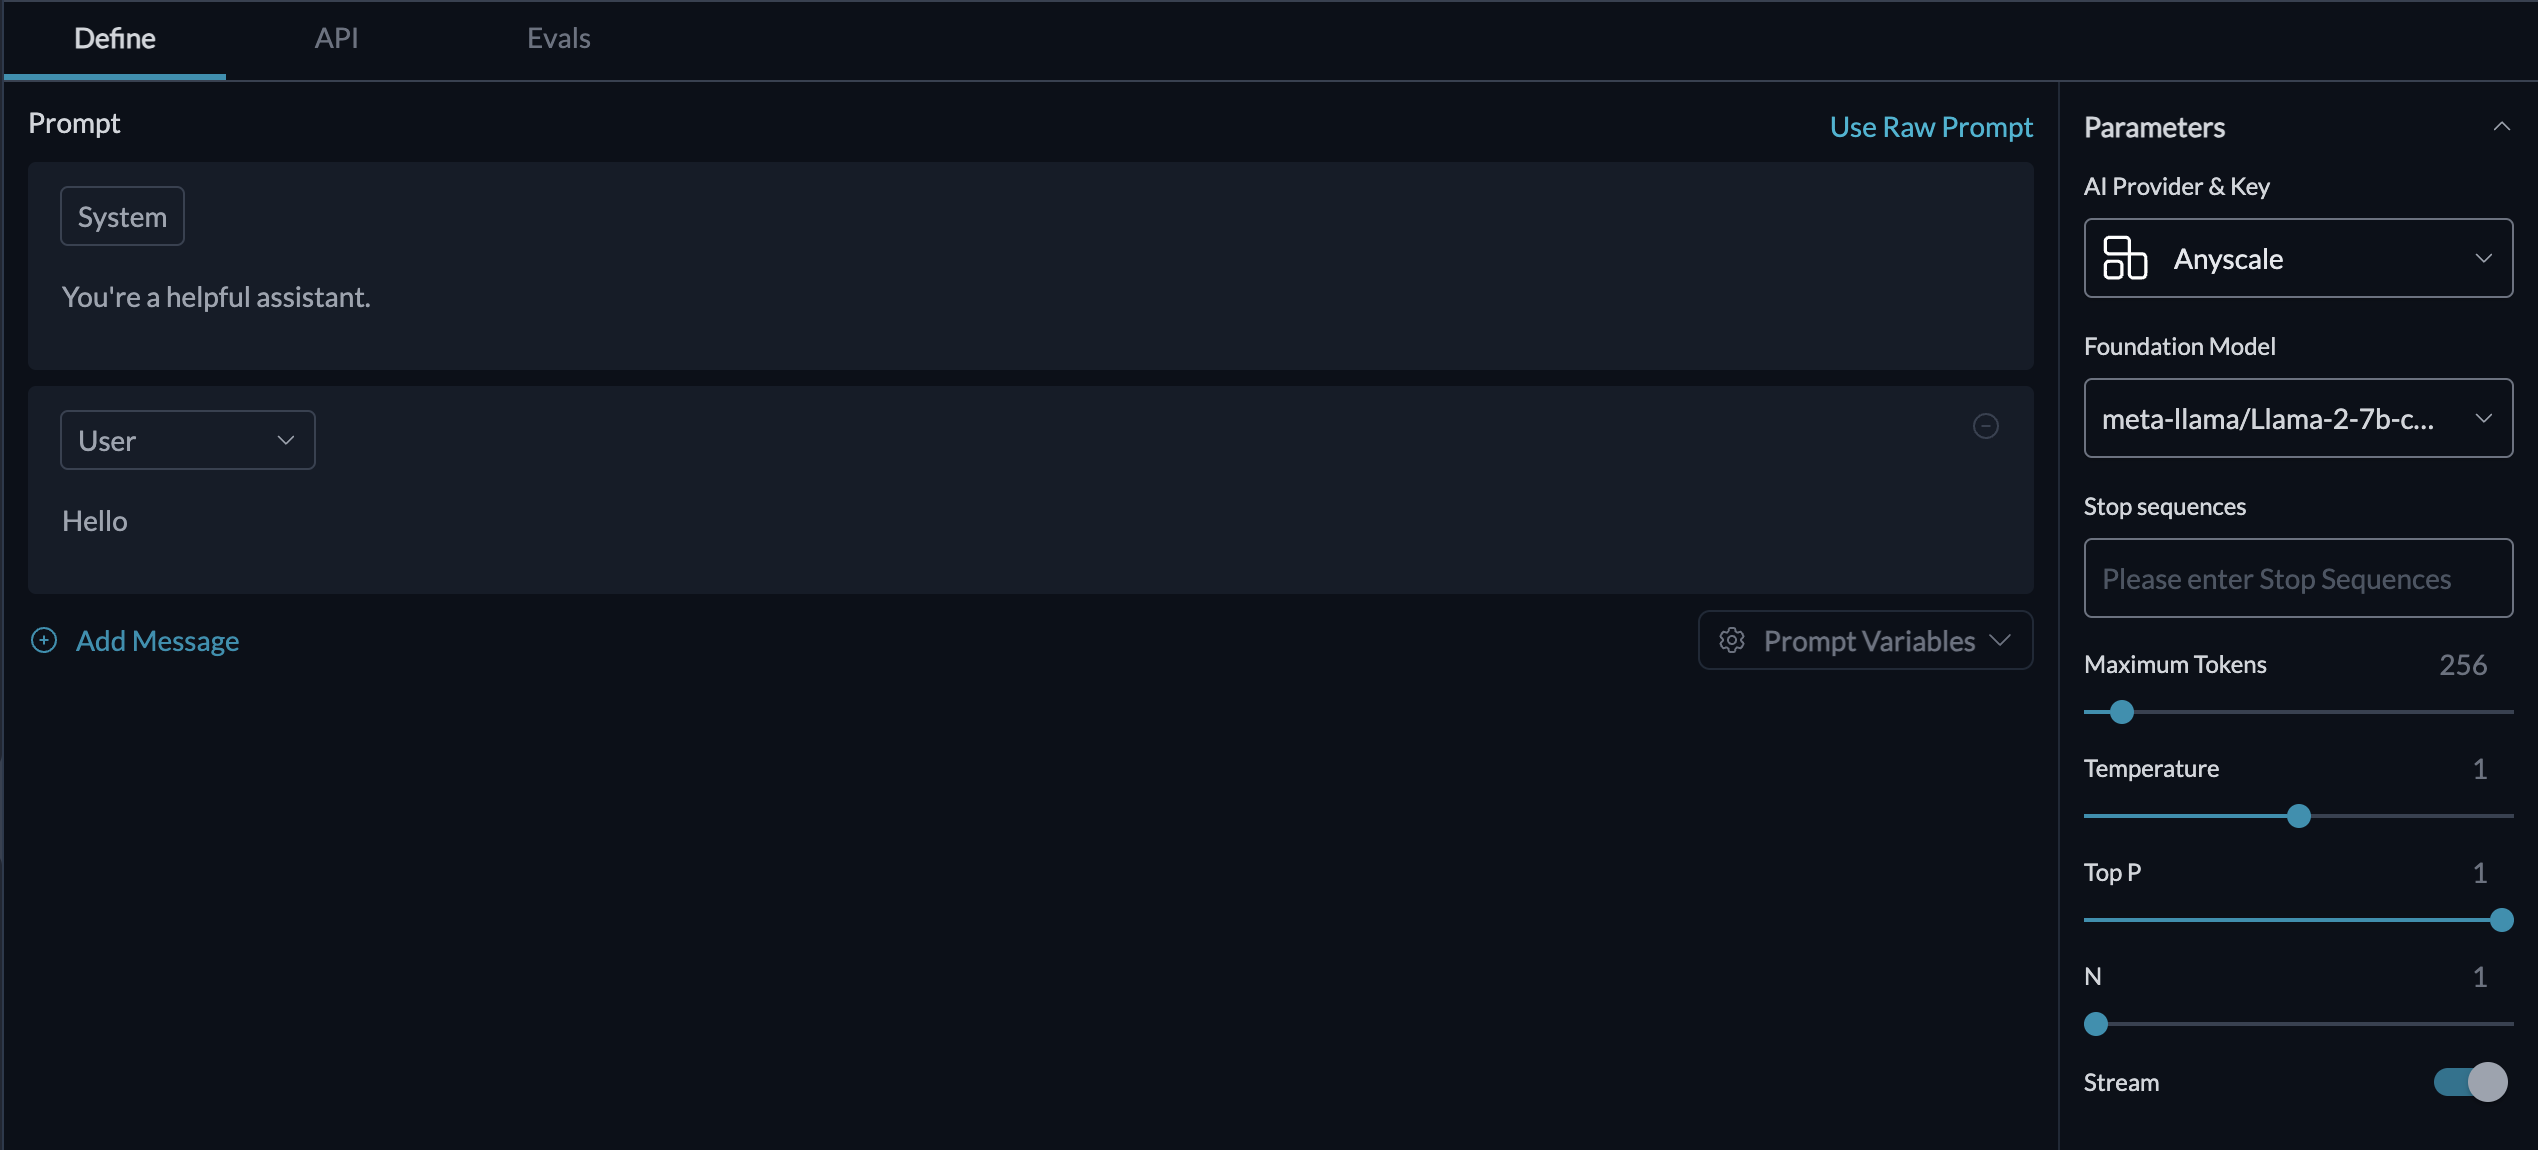 Define
API
Evals
Prompt
Use Raw Prompt
System
You're a helpful assistant.
User
Hello
Add Message
Prompt Variables
Parameters
AI Provider & Key
Anyscale
Foundation Model
meta-llama/Llama-2-7b-c...
Stop sequences
Please enter Stop Sequences
Maximum Tokens 256
Temperature 1
Top P 1
N 1
Stream